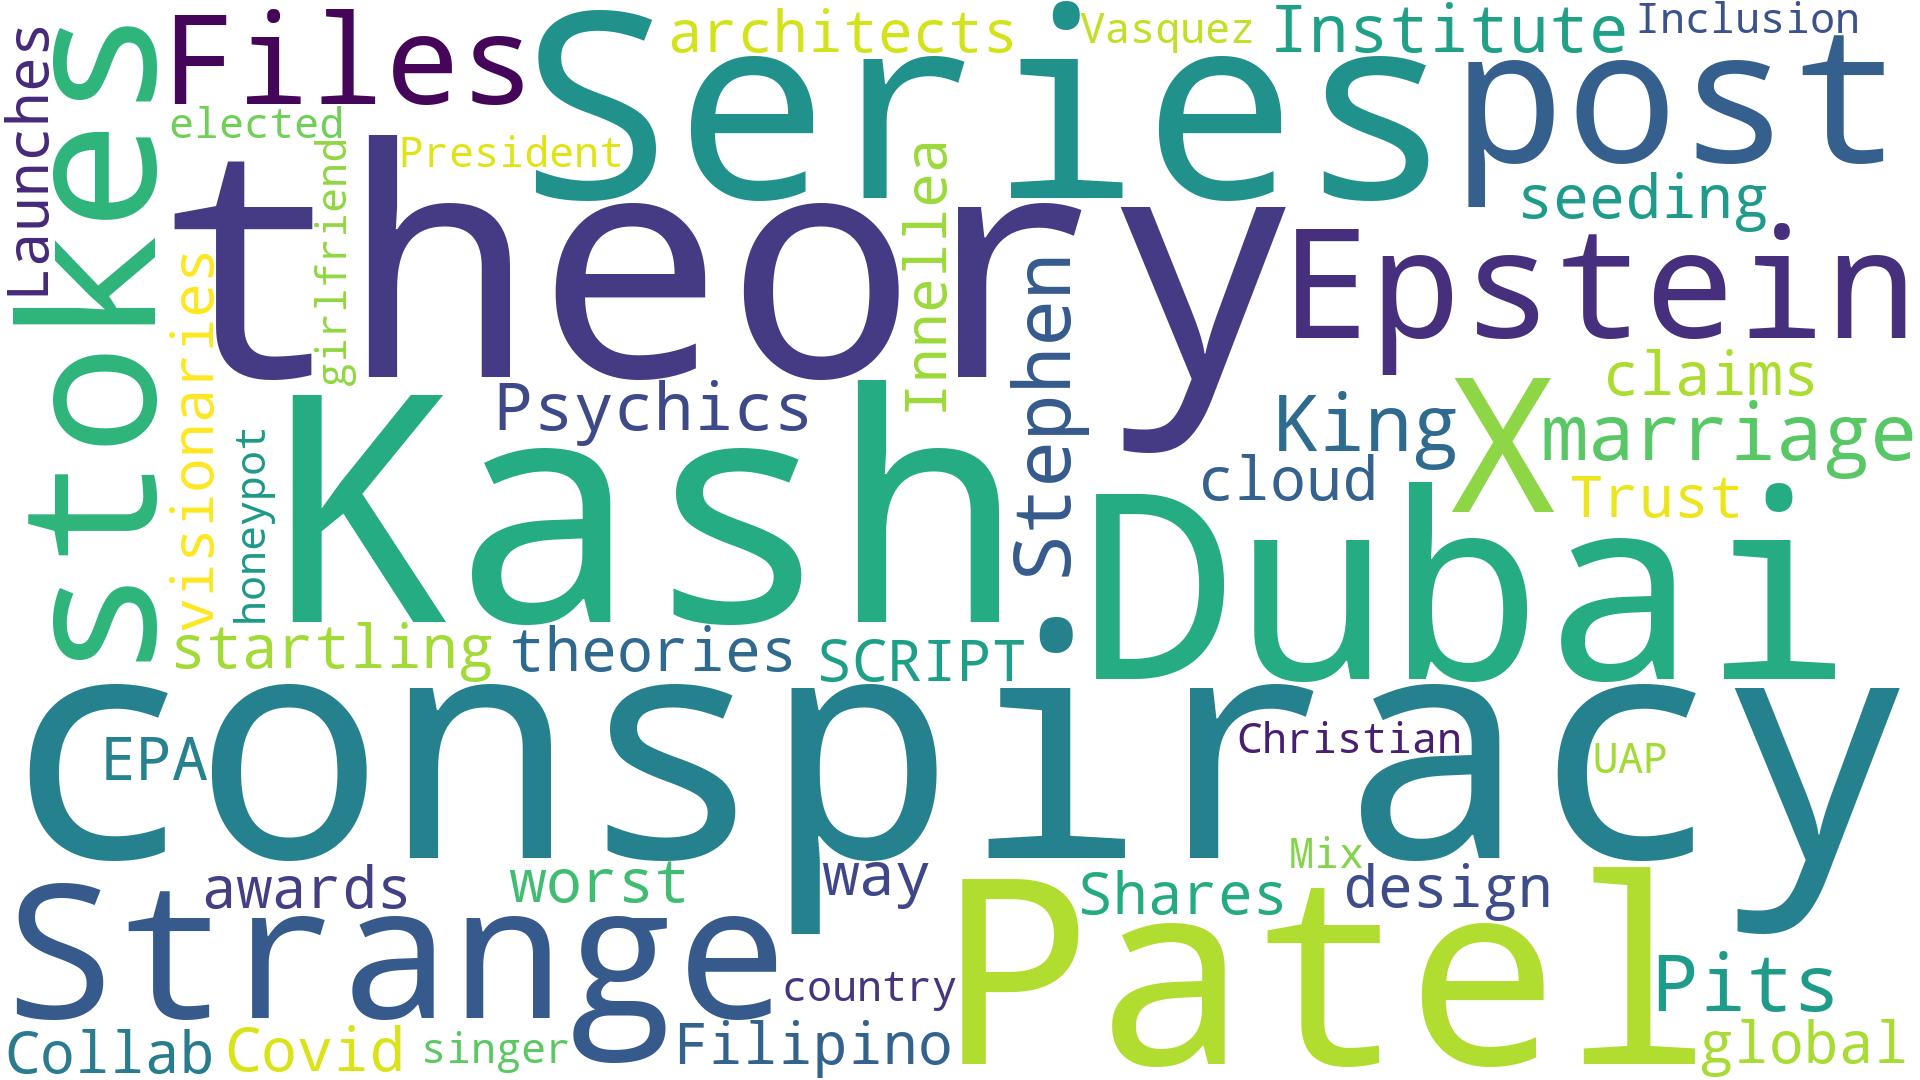 Launches
stokes
Files
Series
architects
Vasquez
Institute
Inclusion
post
elected
President
girlfriend
theory
Innellea
seeding
Epstein
visionaries
honeypot
Psychics
Kash
Stephen
King
cloud
X
claims
marriage
Trust
Dubai
startling
theories
SCRIPT
conspiracy
EPA
Christian
UAP
Strange
awards
worst
way
Mix
Shares
design
Patel
Pits
country
Collab
Covid
singer
Filipino
global